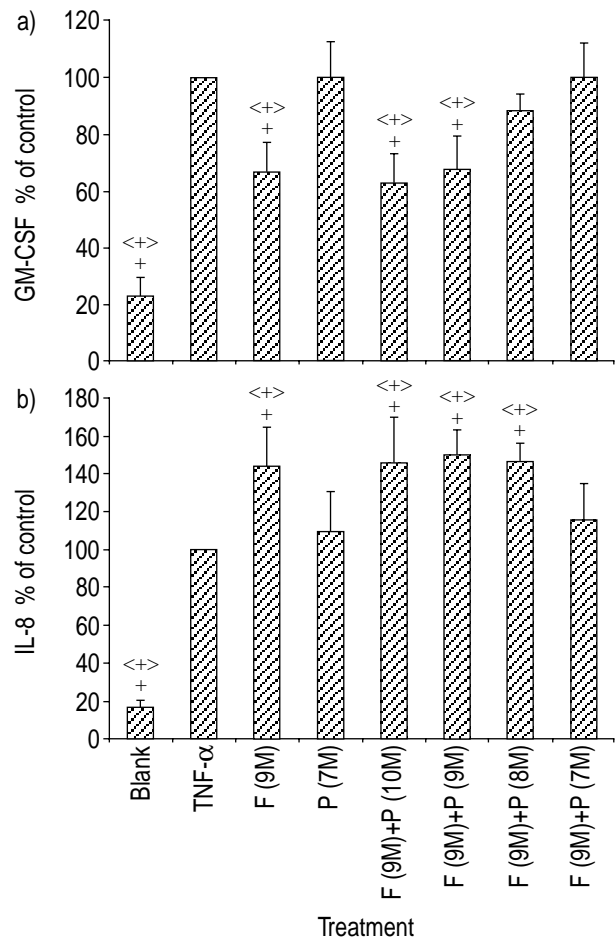 a)
GM-CSF % of control
120
100
80
60
40
20
0
<+>
+
<+>
+
<+>
+
<+>
+
b)
IL-8 % of control
180
160
140
120
100
80
60
40
20
0
<+>
+
<+>
+
<+>
+
<+>
+
<+>
+
Blank
TNF-α
F (9M)
P (7M)
F (9M)+P (10M)
F (9M)+P (9M)
F (9M)+P (8M)
F (9M)+P (7M)
Treatment